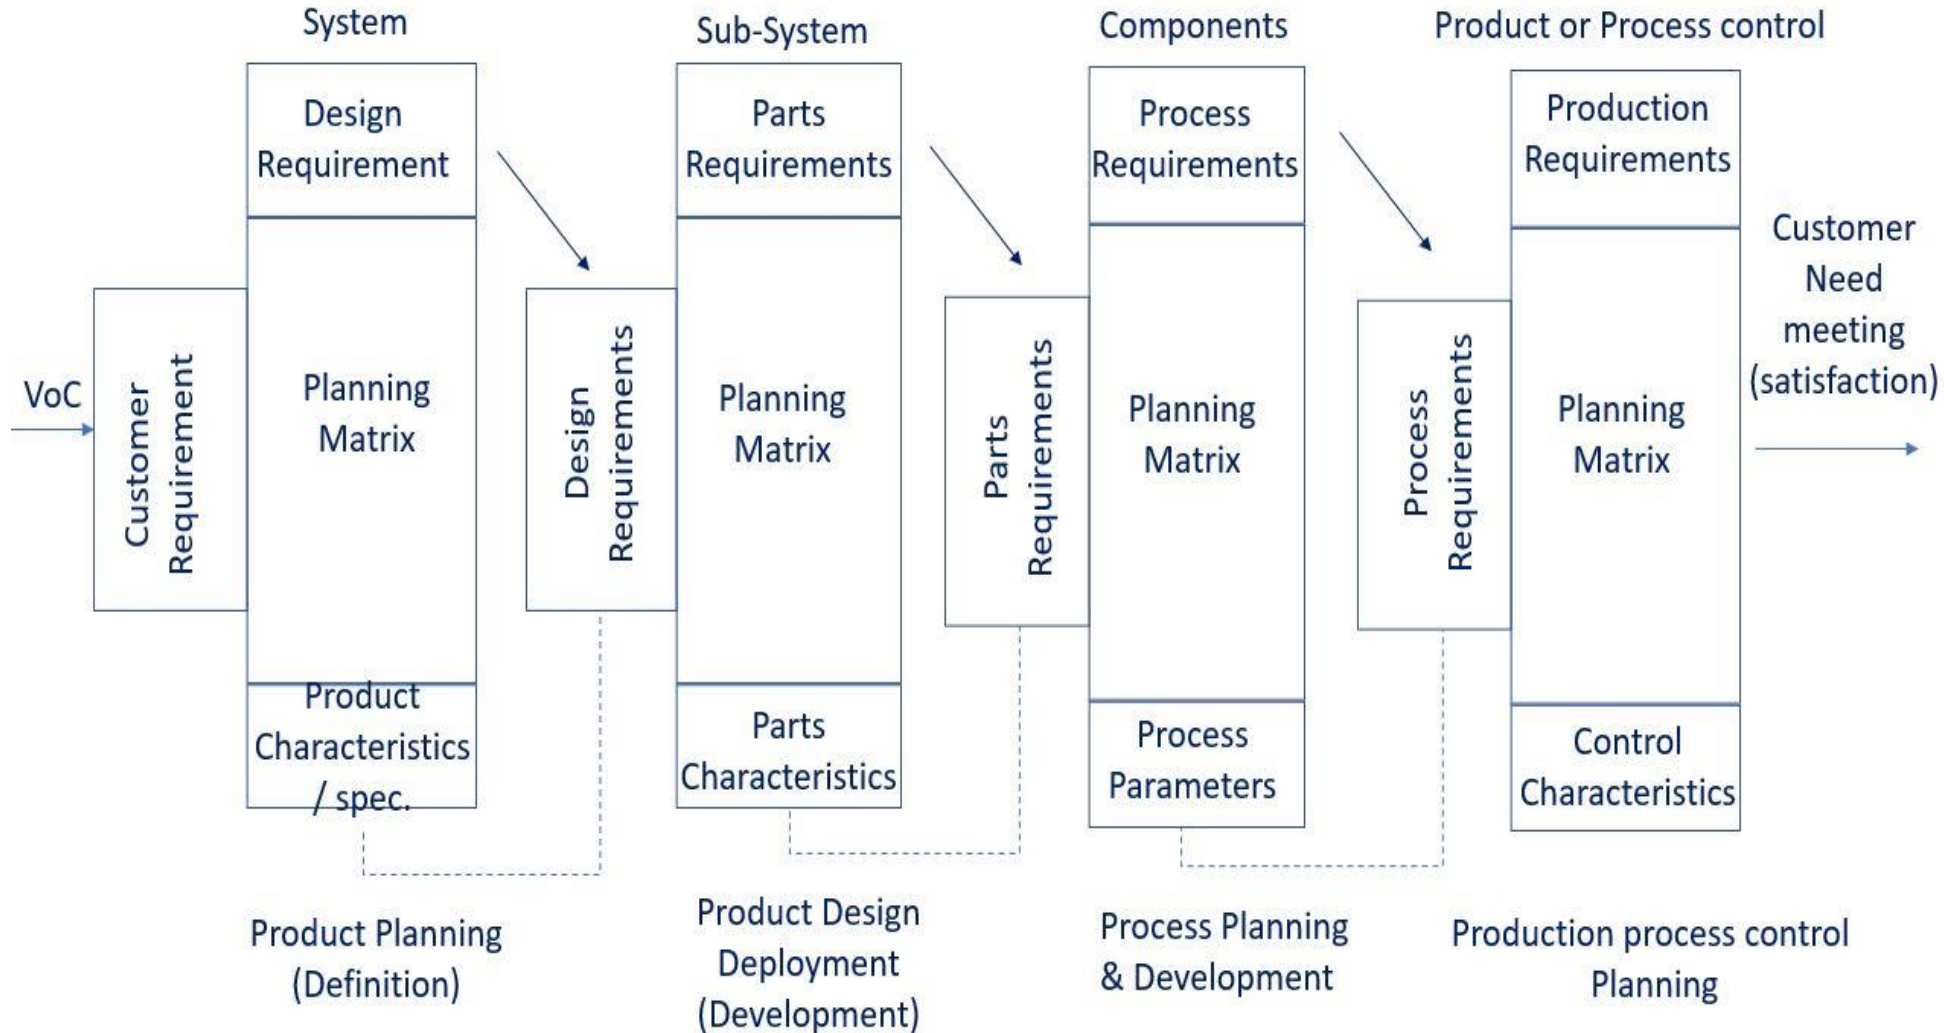 System
Design
Requirement
VoC
Customer
Requirement
Planning
Matrix
Product
Characteristics
/ spec.
Product Planning
(Definition)
Sub-System
Parts
Requirements
Design
Requirements
Planning
Matrix
Parts
Characteristics
Product Design
Deployment
(Development)
Components
Process
Requirements
Parts
Requirements
Planning
Matrix
Process
Parameters
Process Planning
& Development
Product or Process control
Production
Requirements
Process
Requirements
Planning
Matrix
Control
Characteristics
Production process control
Planning
Customer
Need
meeting
(satisfaction)